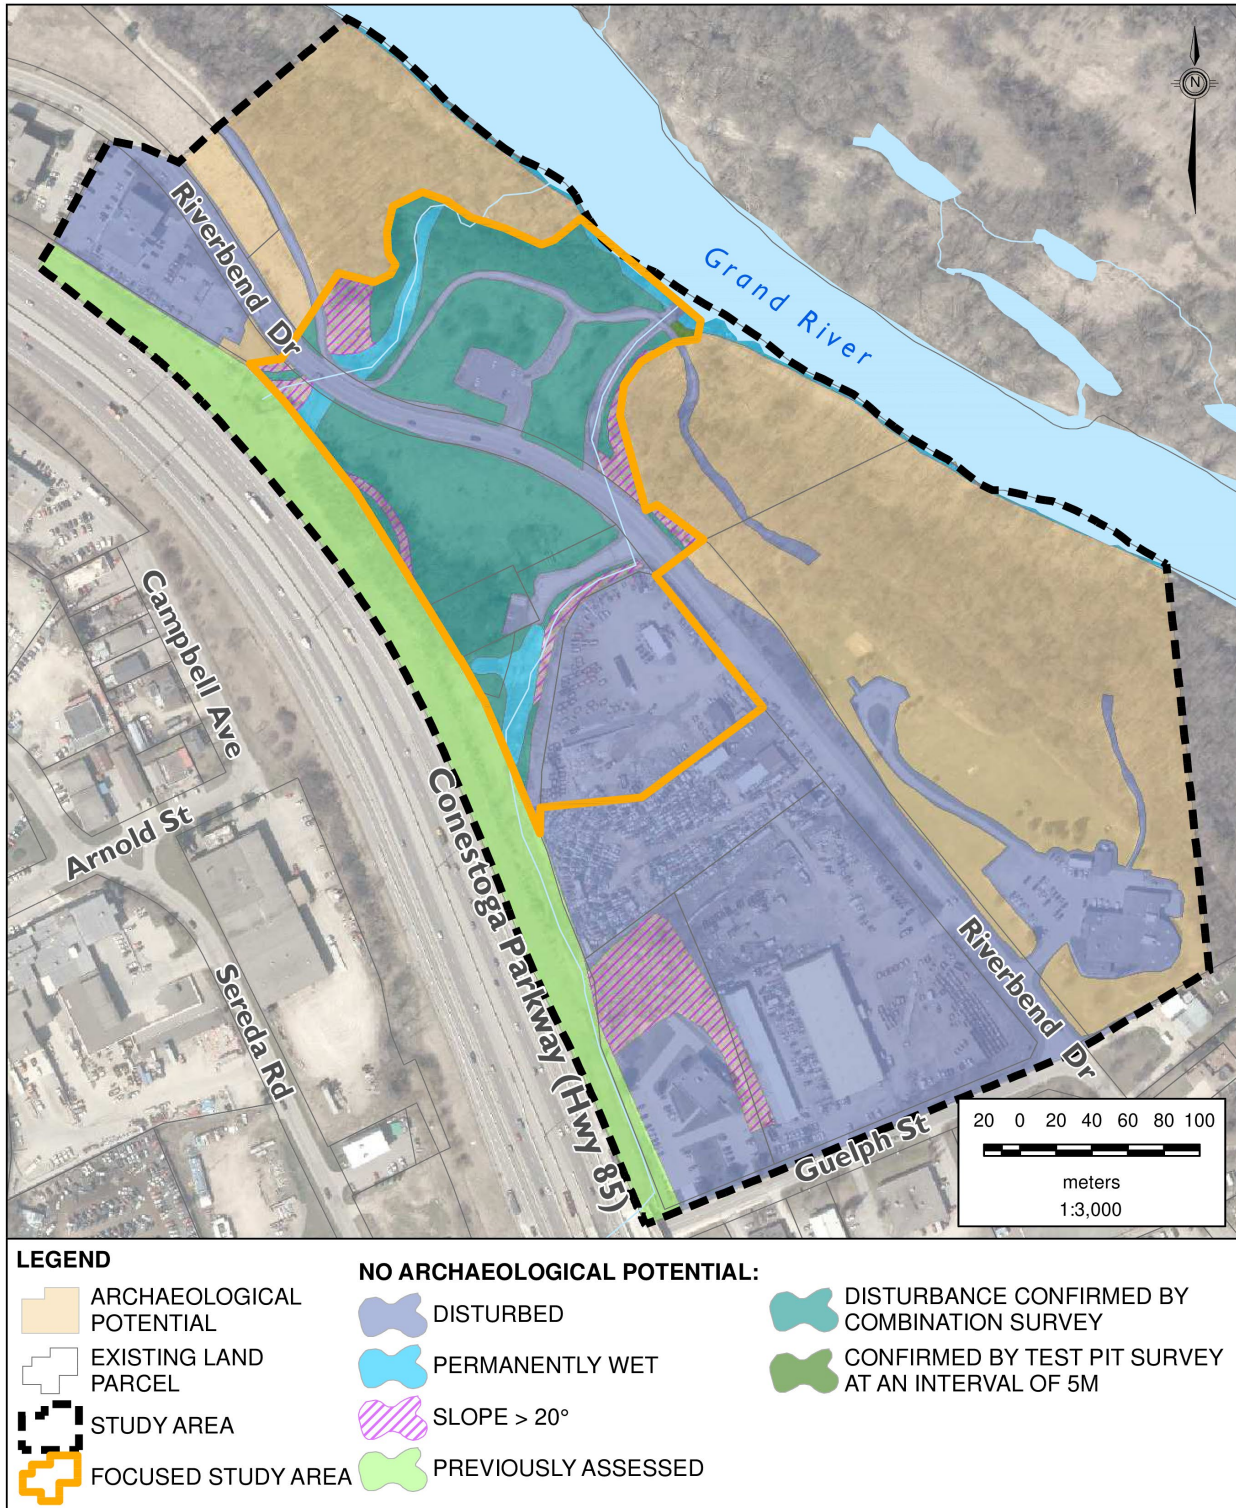 N
Grand River
Riverbend Dr
Campbell Ave
Arnold St
Conestoga Parkway (Hwy 85)
Sereda Rd
Riverbend Dr
Guelph St
20 0 20 40 60 80 100
meters
1:3,000
LEGEND
ARCHAEOLOGICAL
POTENTIAL
EXISTING LAND
PARCEL
STUDY AREA
FOCUSED STUDY AREA
NO ARCHAEOLOGICAL POTENTIAL:
DISTURBED
PERMANENTLY WET
SLOPE > 20°
PREVIOUSLY ASSESSED
DISTURBANCE CONFIRMED BY
COMBINATION SURVEY
CONFIRMED BY TEST PIT SURVEY
AT AN INTERVAL OF 5M